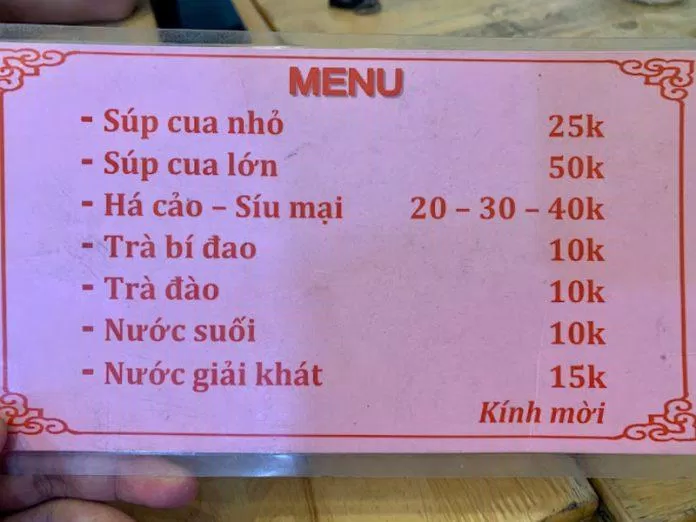 MENU
- Súp cua nhỏ 25k
- Súp cua lớn 50k
- Há cảo – Síu mại 20 – 30 – 40k
- Trà bí đao 10k
- Trà đào 10k
- Nước suối 10k
- Nước giải khát 15k
Kính mời